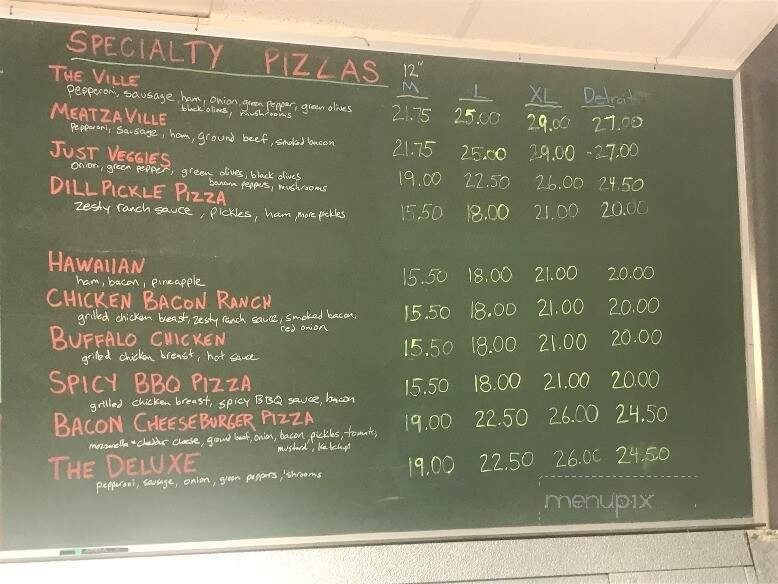 SPECIALTY PIZZAS
12"
M L XL Detroit
THE VILLE
pepperoni, sausage, ham, onion, green pepper, green olives
black olives, mushrooms
21.75 25.00 29.00 27.00
MEATZAVILLE
pepperoni, sausage, ham, ground beef, smoked bacon
21.75 25.00 29.00 -27.00
JUST VEGGIES
onion, green pepper, green olives, black olives
banana peppers, mushrooms
19.00 22.50 26.00 24.50
DILL PICKLE PIZZA
zesty ranch sauce, pickles, ham, more pickles
15.50 18.00 21.00 20.00
HAWAIIAN
ham, bacon, pineapple
15.50 18.00 21.00 20.00
CHICKEN BACON RANCH
grilled chicken breast, zesty ranch sauce, smoked bacon,
red onion
15.50 18.00 21.00 20.00
BUFFALO CHICKEN
grilled chicken breast, hot sauce
15.50 18.00 21.00 20.00
SPICY BBQ PIZZA
grilled chicken breast, spicy BBQ sauce, bacon
15.50 18.00 21.00 20.00
BACON CHEESEBURGER PIZZA
mozzarella + cheddar cheese, ground beef, onion, bacon, pickles, tomato,
mustard, ketchup
19.00 22.50 26.00 24.50
THE DELUXE
pepperoni, sausage, onion, green peppers, 'shrooms
19.00 22.50 26.00 24.50
menupix